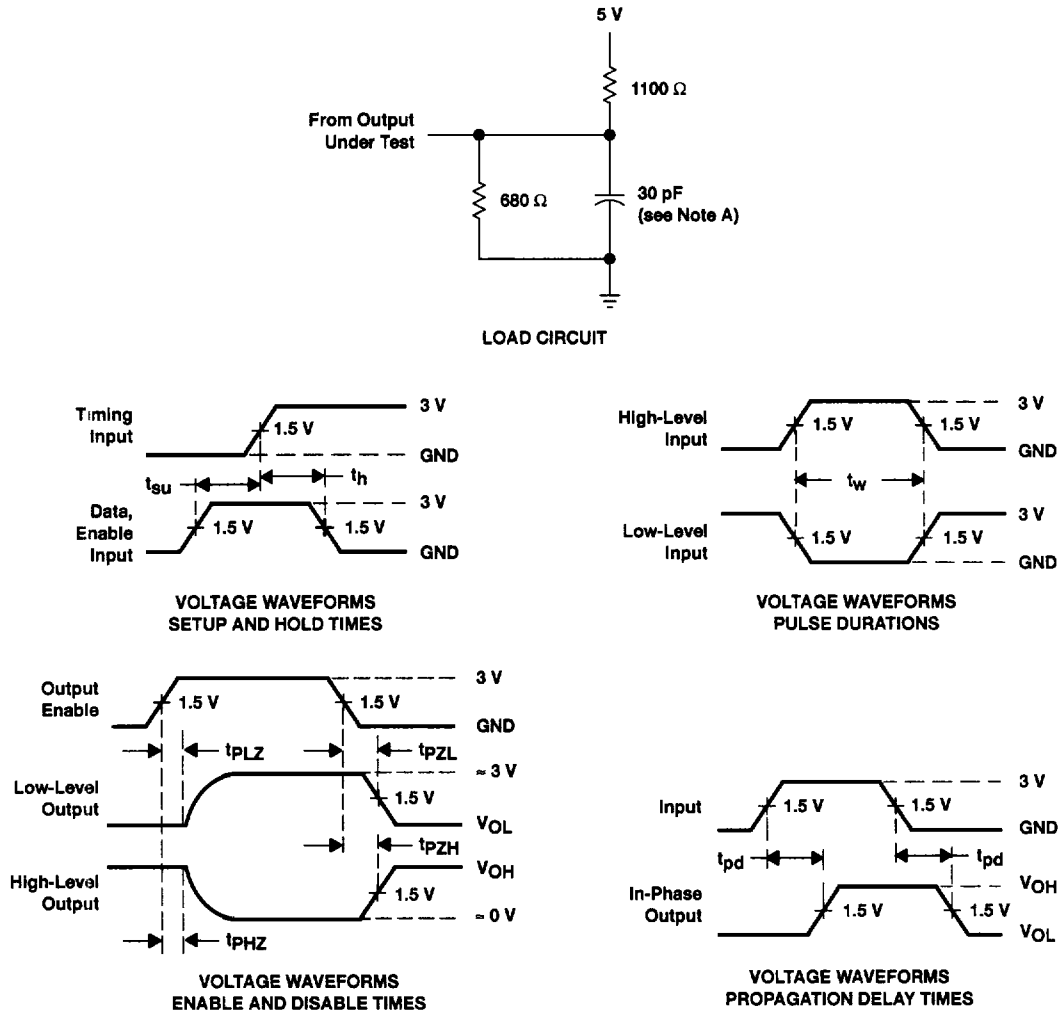 5 V
1100 Ω
From Output
Under Test
680 Ω
30 pF
(see Note A)
LOAD CIRCUIT
Timing
Input
1.5 V
3 V
GND
tsu
th
Data,
Enable
Input
1.5 V
1.5 V
3 V
GND
VOLTAGE WAVEFORMS
SETUP AND HOLD TIMES
High-Level
Input
1.5 V
1.5 V
3 V
GND
tw
Low-Level
Input
1.5 V
1.5 V
3 V
GND
VOLTAGE WAVEFORMS
PULSE DURATIONS
Output
Enable
1.5 V
1.5 V
3 V
GND
tPLZ
tPZL
Low-Level
Output
≈ 3 V
1.5 V
VOL
tPZH
High-Level
Output
VOH
1.5 V
≈ 0 V
tPHZ
VOLTAGE WAVEFORMS
ENABLE AND DISABLE TIMES
Input
1.5 V
1.5 V
3 V
GND
tpd
tpd
In-Phase
Output
1.5 V
1.5 V
VOH
VOL
VOLTAGE WAVEFORMS
PROPAGATION DELAY TIMES